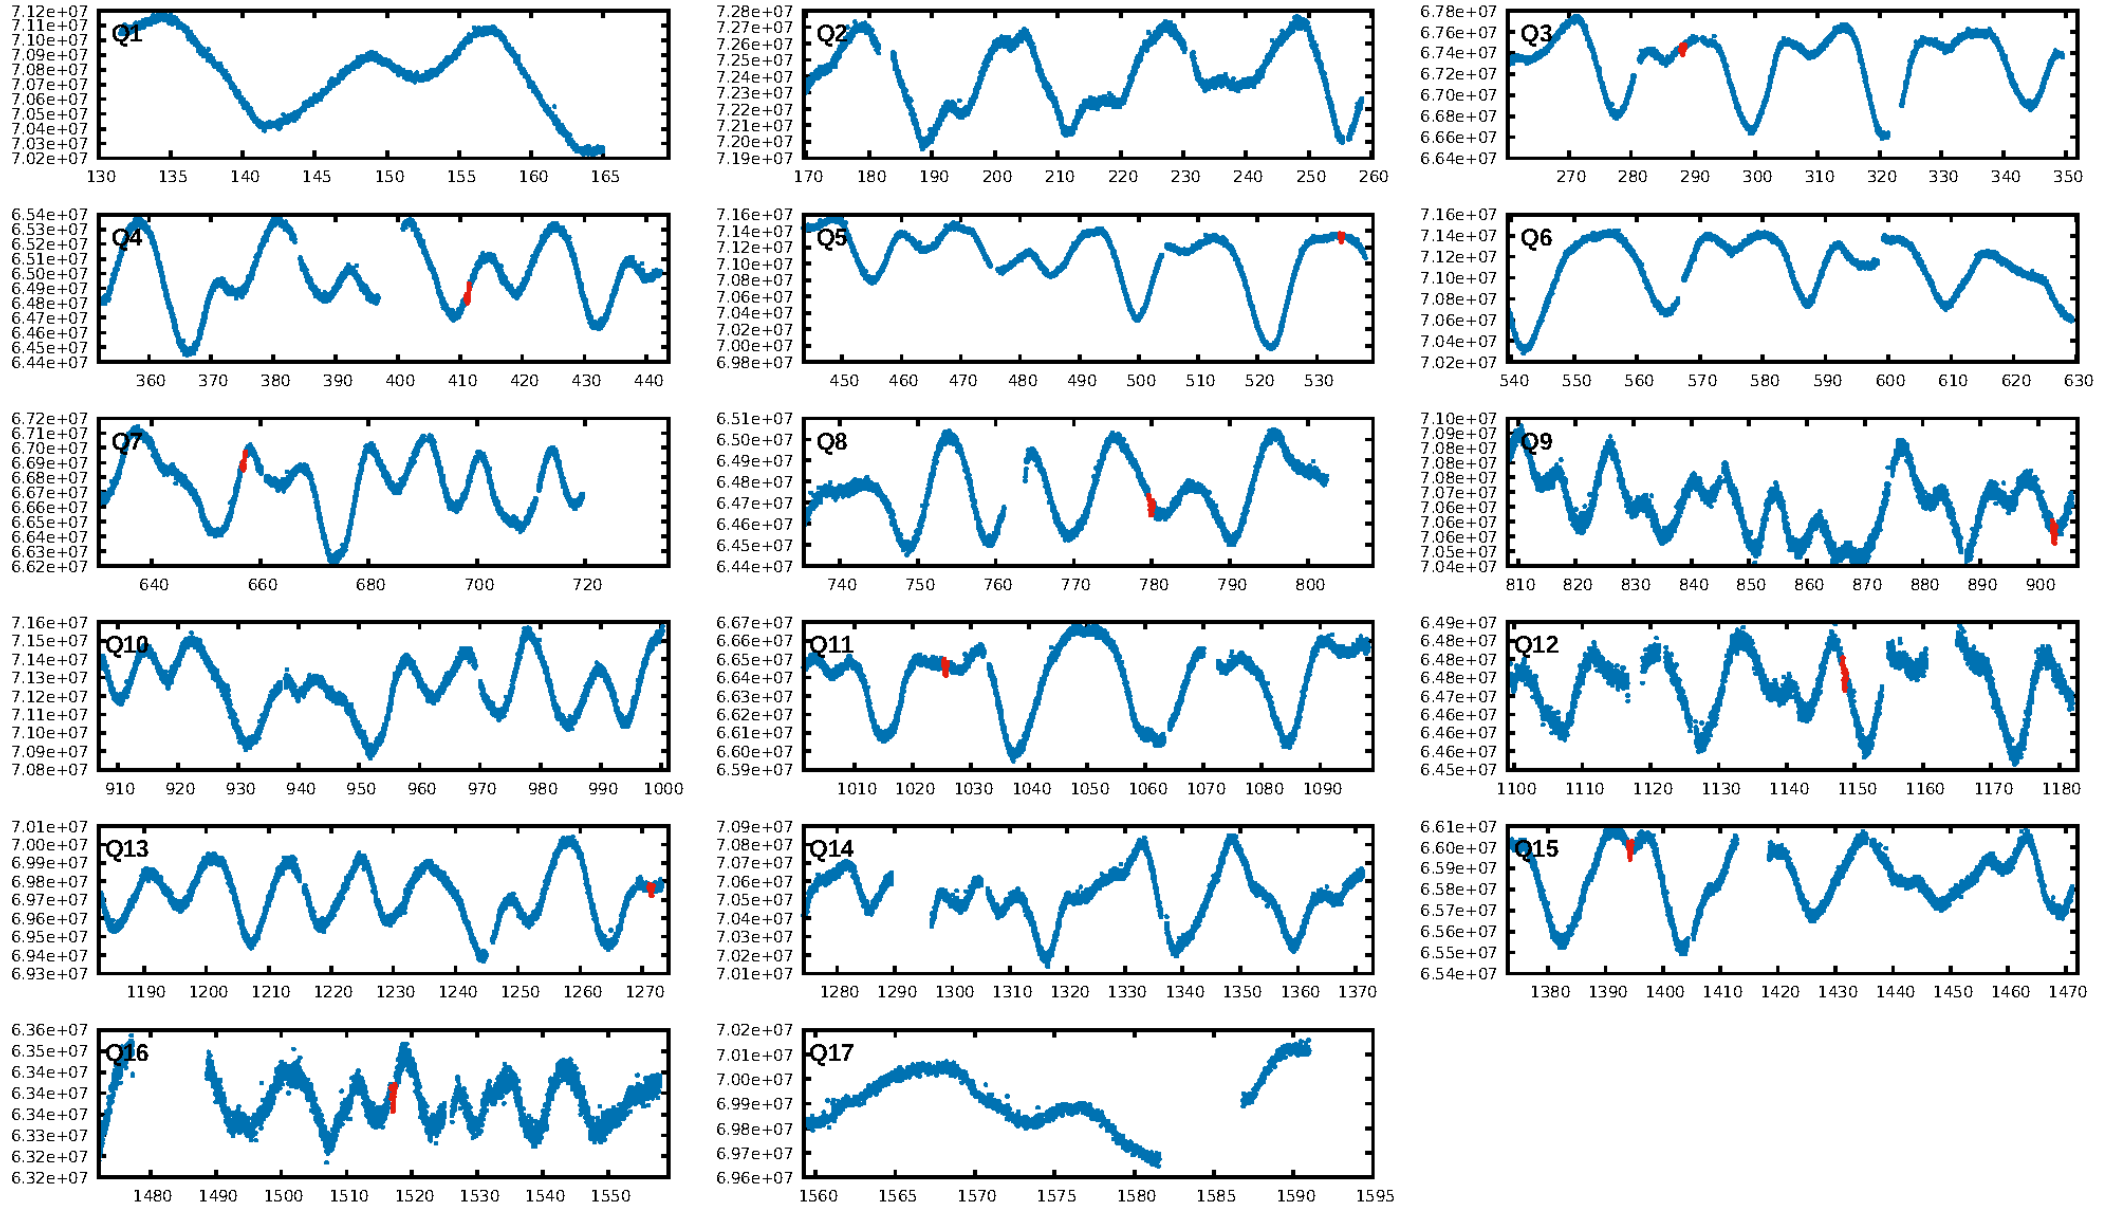 7.12e+07
7.11e+07
7.10e+07
7.09e+07
7.08e+07
7.07e+07
7.06e+07
7.05e+07
7.04e+07
7.03e+07
7.02e+07
Q1
130 135 140 145 150 155 160 165
7.28e+07
7.27e+07
7.26e+07
7.25e+07
7.24e+07
7.23e+07
7.22e+07
7.21e+07
7.20e+07
7.19e+07
Q2
170 180 190 200 210 220 230 240 250 260
6.78e+07
6.76e+07
6.74e+07
6.72e+07
6.70e+07
6.68e+07
6.66e+07
6.64e+07
Q3
270 280 290 300 310 320 330 340 350
6.54e+07
6.53e+07
6.52e+07
6.51e+07
6.50e+07
6.49e+07
6.48e+07
6.47e+07
6.46e+07
6.45e+07
6.44e+07
Q4
360 370 380 390 400 410 420 430 440
7.16e+07
7.14e+07
7.12e+07
7.10e+07
7.08e+07
7.06e+07
7.04e+07
7.02e+07
7.00e+07
6.98e+07
Q5
450 460 470 480 490 500 510 520 530
7.16e+07
7.14e+07
7.12e+07
7.10e+07
7.08e+07
7.06e+07
7.04e+07
7.02e+07
Q6
540 550 560 570 580 590 600 610 620 630
6.72e+07
6.71e+07
6.70e+07
6.69e+07
6.68e+07
6.67e+07
6.66e+07
6.65e+07
6.64e+07
6.63e+07
6.62e+07
Q7
640 660 680 700 720
6.51e+07
6.50e+07
6.49e+07
6.48e+07
6.47e+07
6.46e+07
6.45e+07
6.44e+07
Q8
740 750 760 770 780 790 800
7.10e+07
7.09e+07
7.09e+07
7.08e+07
7.08e+07
7.07e+07
7.07e+07
7.06e+07
7.06e+07
7.05e+07
7.04e+07
Q9
810 820 830 840 850 860 870 880 890 900
7.16e+07
7.15e+07
7.14e+07
7.13e+07
7.12e+07
7.11e+07
7.10e+07
7.09e+07
7.08e+07
Q10
910 920 930 940 950 960 970 980 990 1000
6.67e+07
6.66e+07
6.65e+07
6.64e+07
6.63e+07
6.62e+07
6.61e+07
6.60e+07
6.59e+07
Q11
1010 1020 1030 1040 1050 1060 1070 1080 1090
6.49e+07
6.48e+07
6.48e+07
6.48e+07
6.47e+07
6.46e+07
6.46e+07
6.46e+07
6.45e+07
Q12
1100 1110 1120 1130 1140 1150 1160 1170 1180
7.01e+07
7.00e+07
6.99e+07
6.98e+07
6.97e+07
6.96e+07
6.95e+07
6.94e+07
6.93e+07
Q13
1190 1200 1210 1220 1230 1240 1250 1260 1270
7.09e+07
7.08e+07
7.07e+07
7.06e+07
7.05e+07
7.04e+07
7.03e+07
7.02e+07
7.01e+07
Q14
1280 1290 1300 1310 1320 1330 1340 1350 1360 1370
6.61e+07
6.60e+07
6.59e+07
6.58e+07
6.57e+07
6.56e+07
6.55e+07
6.54e+07
Q15
1380 1390 1400 1410 1420 1430 1440 1450 1460 1470
6.36e+07
6.35e+07
6.35e+07
6.34e+07
6.34e+07
6.33e+07
6.32e+07
6.32e+07
Q16
1480 1490 1500 1510 1520 1530 1540 1550
7.02e+07
7.01e+07
7.00e+07
6.99e+07
6.98e+07
6.97e+07
6.96e+07
Q17
1560 1565 1570 1575 1580 1585 1590 1595